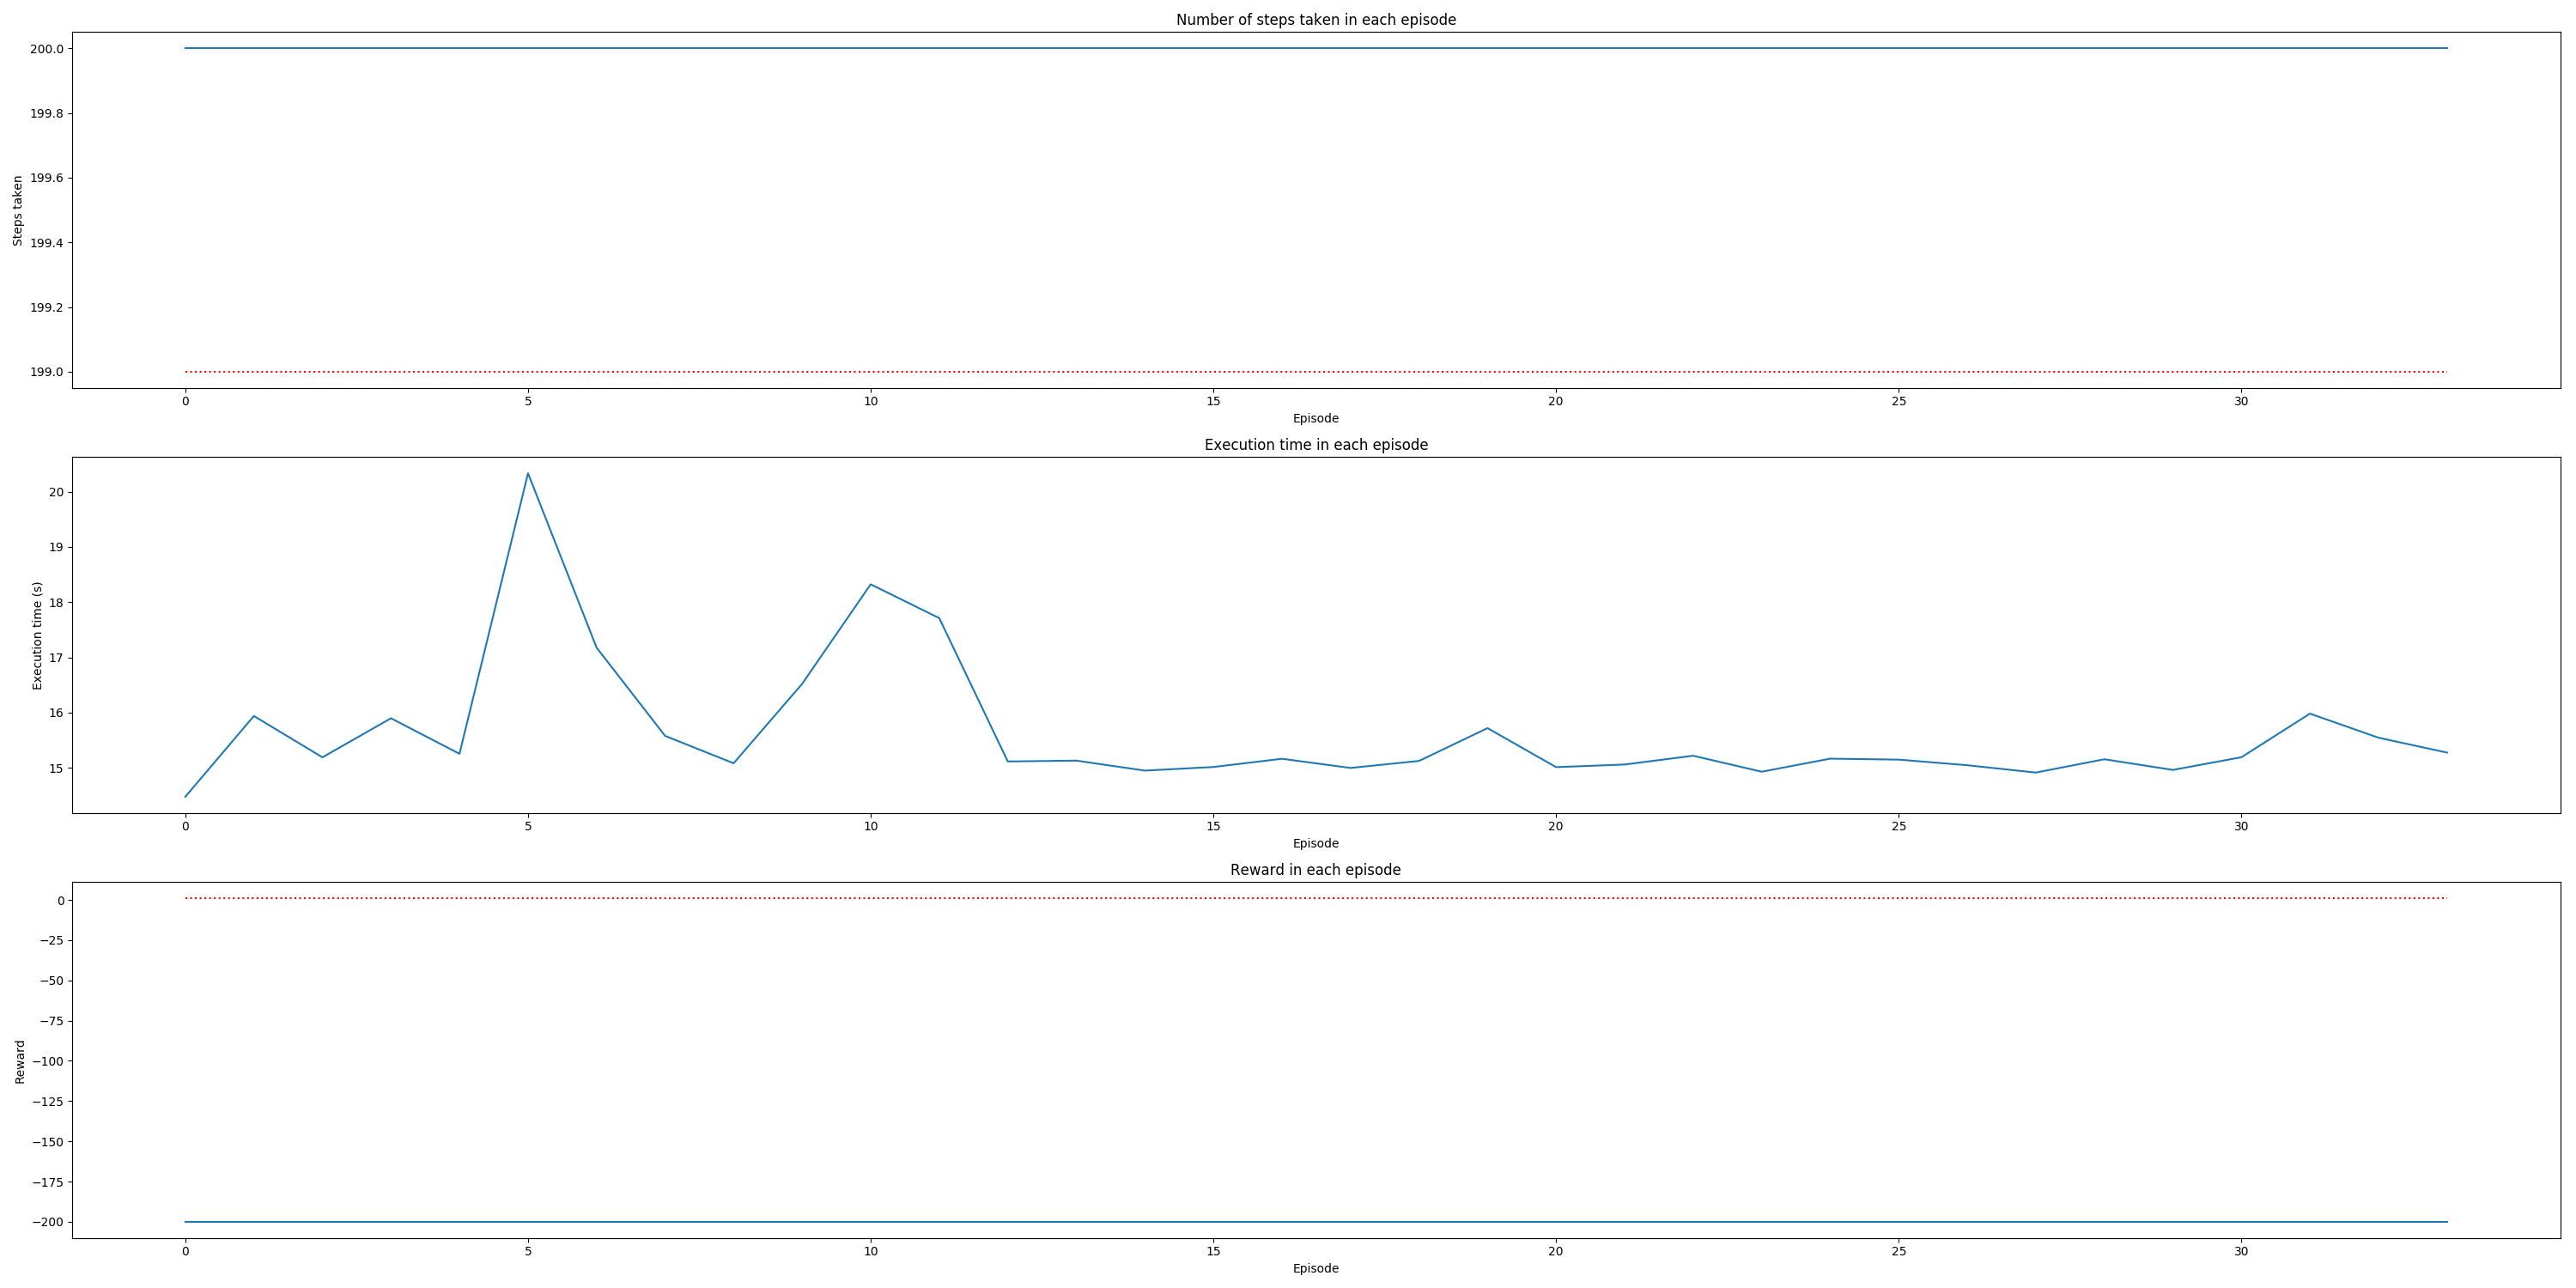 Number of steps taken in each episode
200.0
199.8
199.6
199.4
199.2
199.0
Steps taken
0 5 10 15 20 25 30
Episode
Execution time in each episode
20
19
18
17
16
15
Execution time (s)
0 5 10 15 20 25 30
Episode
Reward in each episode
0
−25
−50
−75
−100
−125
−150
−175
−200
Reward
0 5 10 15 20 25 30
Episode